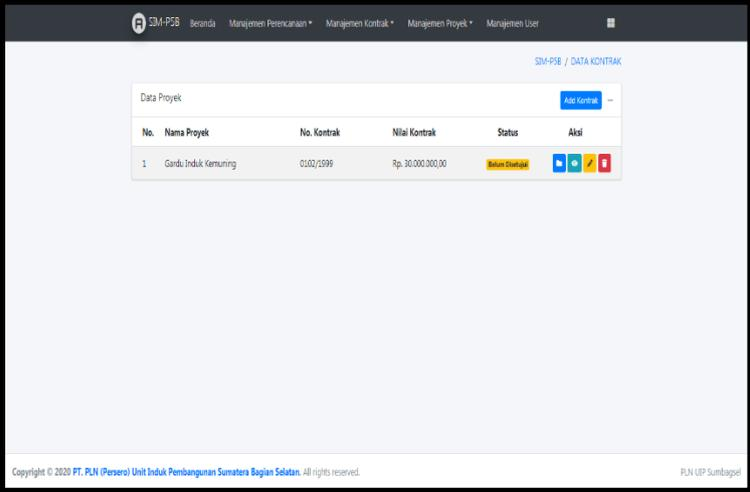 SIM-PSB Beranda Manajemen Perencanaan Manajemen Kontrak Manajemen Proyek Manajemen User
SIM-PSB / DATA KONTRAK
Data Proyek Add Kontrak
No. Nama Proyek No. Kontrak Nilai Kontrak Status Aksi
1 Gardu Induk Kemuning 0102/1999 Rp. 30.000.000,00 Belum Disetujui
Copyright © 2020 PT. PLN (Persero) Unit Induk Pembangunan Sumatera Bagian Selatan. All rights reserved. PLN UIP Sumbagsel